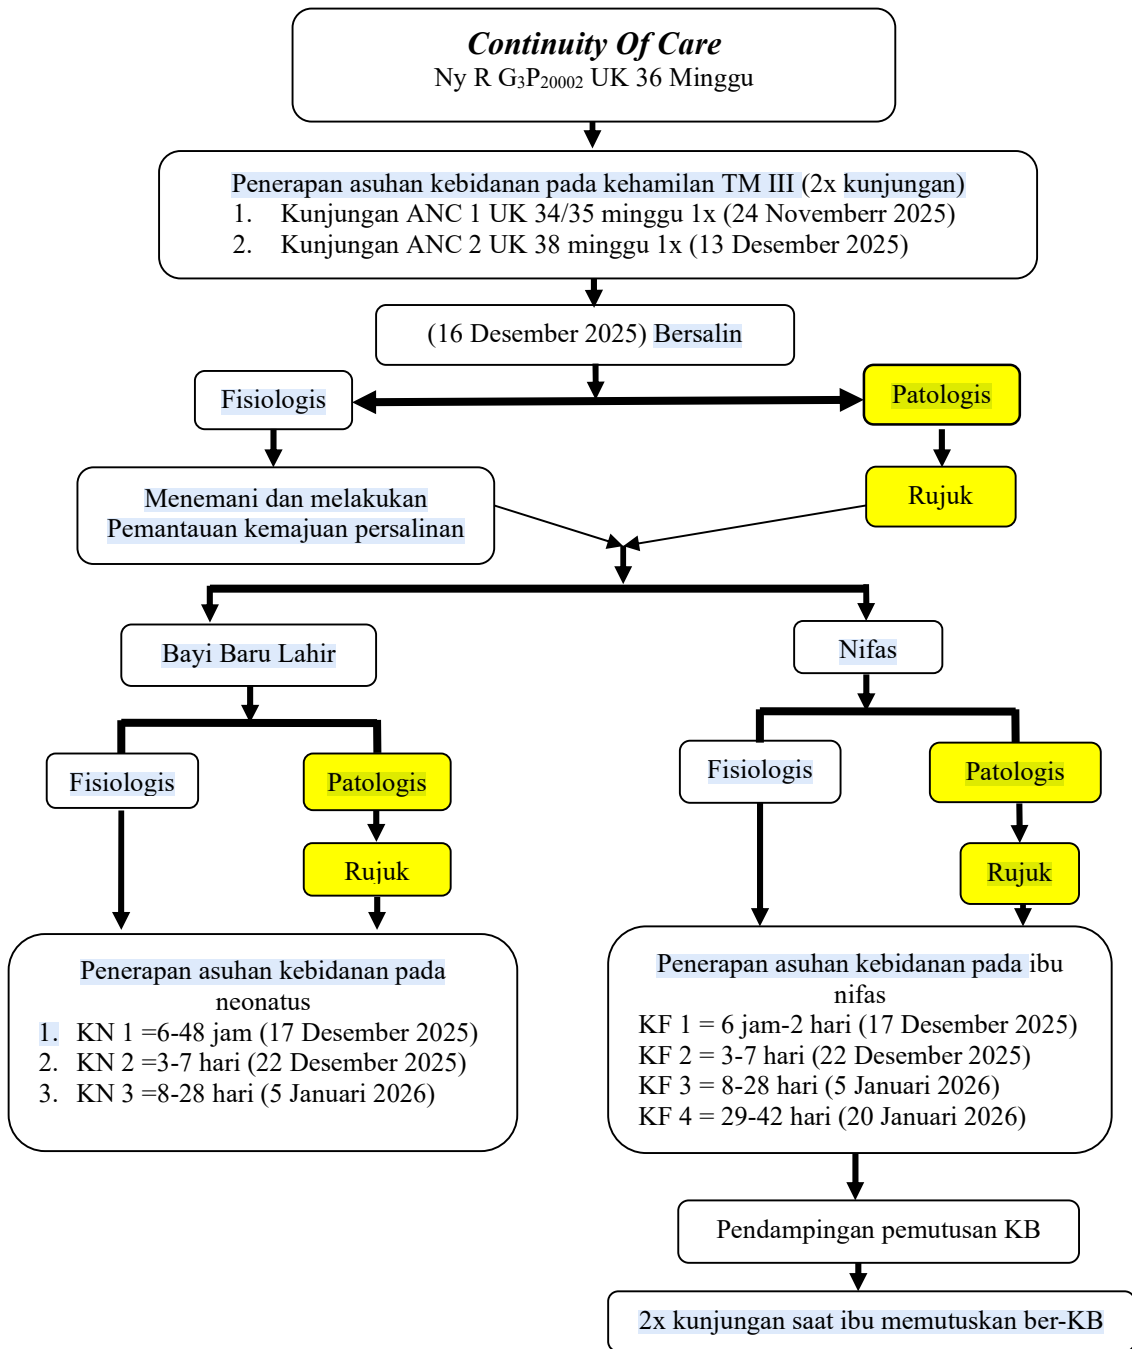 Continuity Of Care
Ny R G₃P₂₀₀₀₂ UK 36 Minggu
Penerapan asuhan kebidanan pada kehamilan TM III (2x kunjungan)
1. Kunjungan ANC 1 UK 34/35 minggu 1x (24 Novemberr 2025)
2. Kunjungan ANC 2 UK 38 minggu 1x (13 Desember 2025)
(16 Desember 2025) Bersalin
Fisiologis
Patologis
Menemani dan melakukan
Pemantauan kemajuan persalinan
Rujuk
Bayi Baru Lahir
Nifas
Fisiologis
Patologis
Fisiologis
Patologis
Rujuk
Rujuk
Penerapan asuhan kebidanan pada
neonatus
1. KN 1 =6-48 jam (17 Desember 2025)
2. KN 2 =3-7 hari (22 Desember 2025)
3. KN 3 =8-28 hari (5 Januari 2026)
Penerapan asuhan kebidanan pada ibu
nifas
KF 1 = 6 jam-2 hari (17 Desember 2025)
KF 2 = 3-7 hari (22 Desember 2025)
KF 3 = 8-28 hari (5 Januari 2026)
KF 4 = 29-42 hari (20 Januari 2026)
Pendampingan pemutusan KB
2x kunjungan saat ibu memutuskan ber-KB